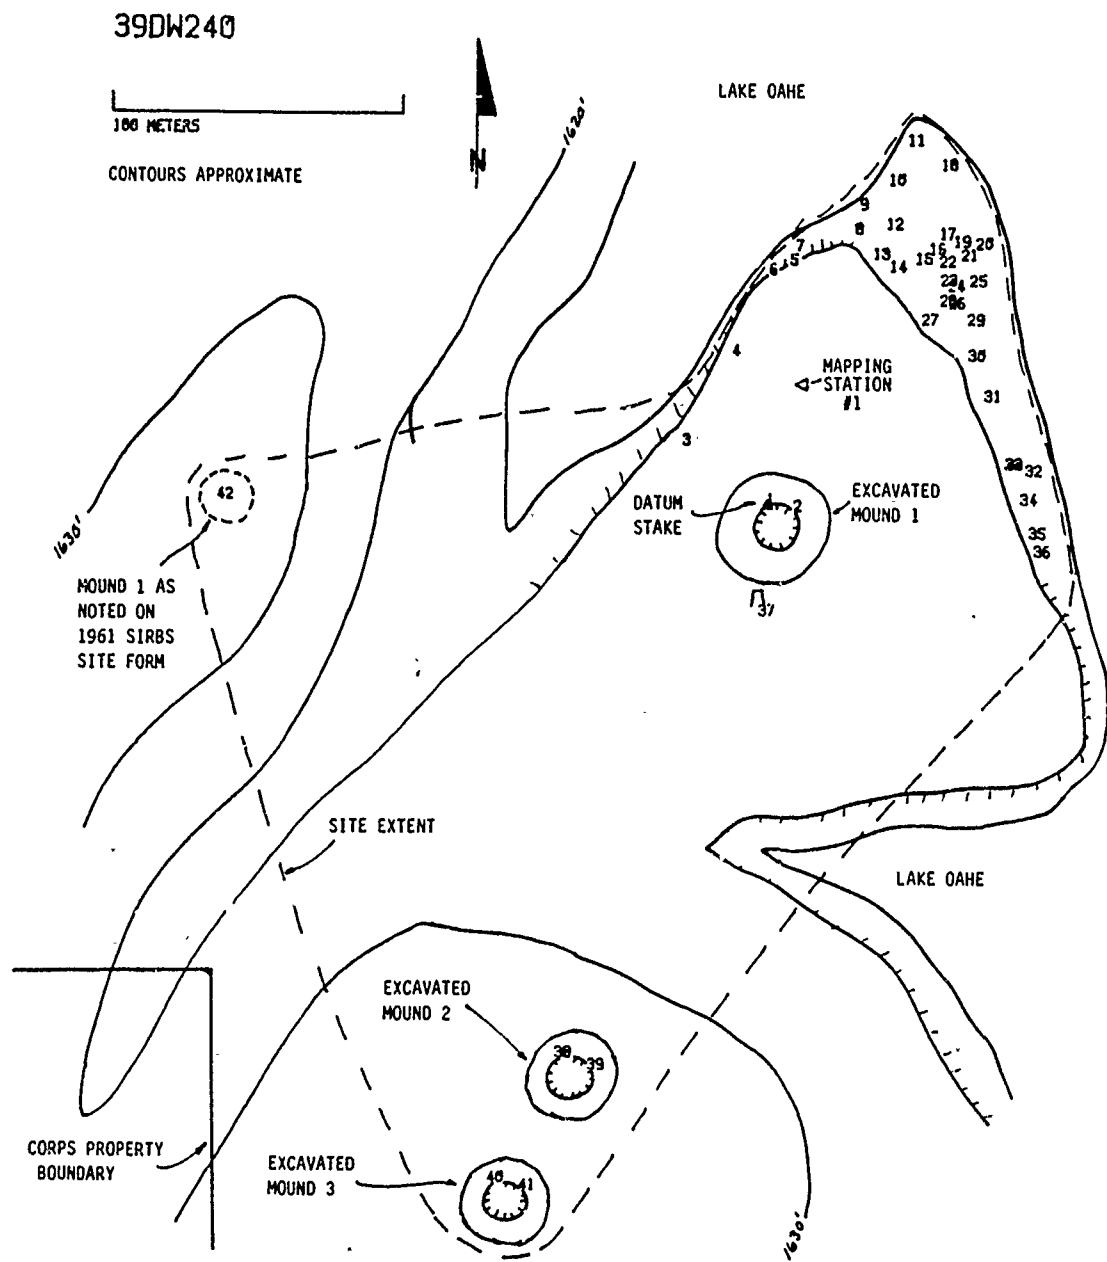 39DW240
100 METERS
CONTOURS APPROXIMATE
N
1620'
LAKE OAHE
11
18
10
9
8
12
7
5
6
13
14
17
16
19
20
15
22
21
25
26
27
29
4
30
MAPPING
STATION
#1
31
3
32
42
34
DATUM
STAKE
2
EXCAVATED
MOUND 1
35
36
1630'
MOUND 1 AS
NOTED ON
1961 SIRBS
SITE FORM
37
SITE EXTENT
LAKE OAHE
EXCAVATED
MOUND 2
38
39
CORPS PROPERTY
BOUNDARY
EXCAVATED
MOUND 3
40
41
1630'